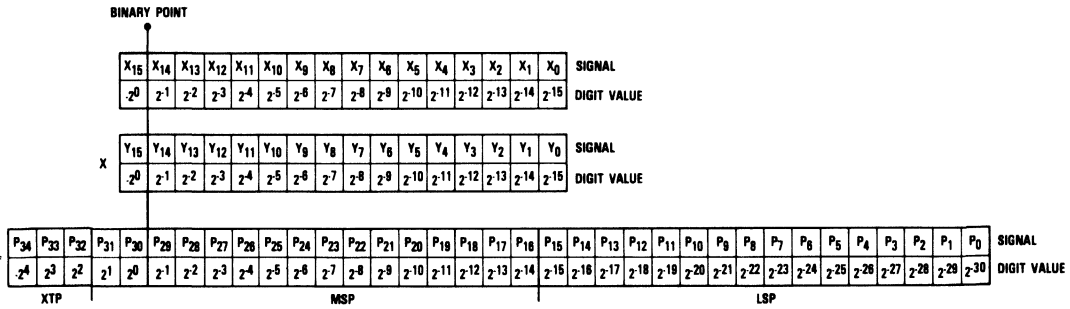 BINARY POINT
X15 X14 X13 X12 X11 X10 X9 X8 X7 X6 X5 X4 X3 X2 X1 X0 SIGNAL
-2^0 2^-1 2^-2 2^-3 2^-4 2^-5 2^-6 2^-7 2^-8 2^-9 2^-10 2^-11 2^-12 2^-13 2^-14 2^-15 DIGIT VALUE
X
Y15 Y14 Y13 Y12 Y11 Y10 Y9 Y8 Y7 Y6 Y5 Y4 Y3 Y2 Y1 Y0 SIGNAL
-2^0 2^-1 2^-2 2^-3 2^-4 2^-5 2^-6 2^-7 2^-8 2^-9 2^-10 2^-11 2^-12 2^-13 2^-14 2^-15 DIGIT VALUE
P34 P33 P32 P31 P30 P29 P28 P27 P26 P25 P24 P23 P22 P21 P20 P19 P18 P17 P16 P15 P14 P13 P12 P11 P10 P9 P8 P7 P6 P5 P4 P3 P2 P1 P0 SIGNAL
-2^4 2^3 2^2 2^1 2^0 2^-1 2^-2 2^-3 2^-4 2^-5 2^-6 2^-7 2^-8 2^-9 2^-10 2^-11 2^-12 2^-13 2^-14 2^-15 2^-16 2^-17 2^-18 2^-19 2^-20 2^-21 2^-22 2^-23 2^-24 2^-25 2^-26 2^-27 2^-28 2^-29 2^-30 DIGIT VALUE
XTP MSP LSP